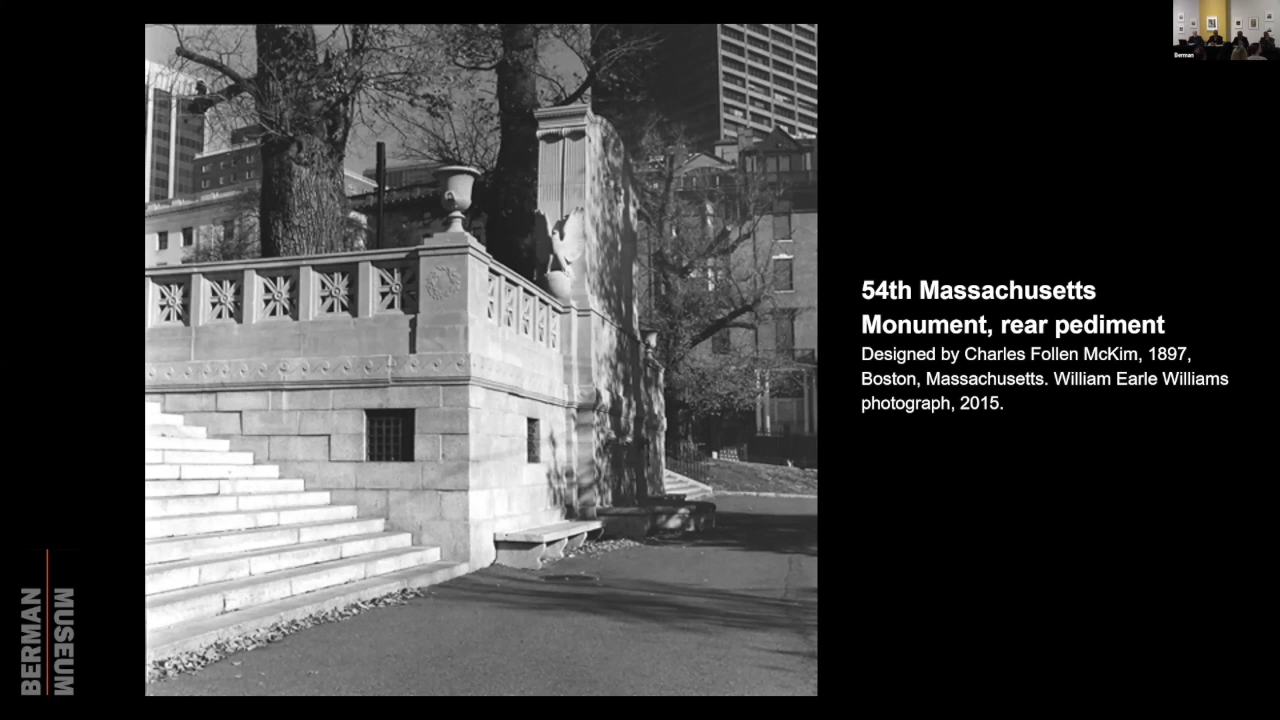 Berman
54th Massachusetts
Monument, rear pediment
Designed by Charles Follen McKim, 1897,
Boston, Massachusetts. William Earle Williams
photograph, 2015.
BERMAN
MUSEUM